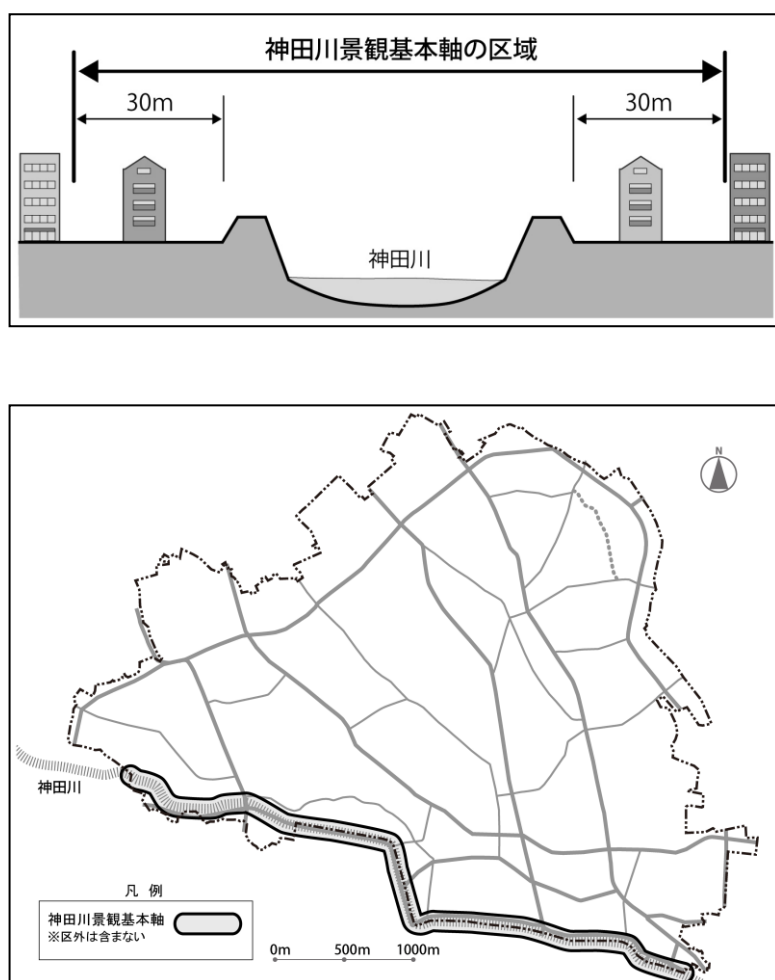 神田川景観基本軸の区域
30m
30m
神田川
N
神田川
凡 例
神田川景観基本軸
※区外は含まない
0m 500m 1000m